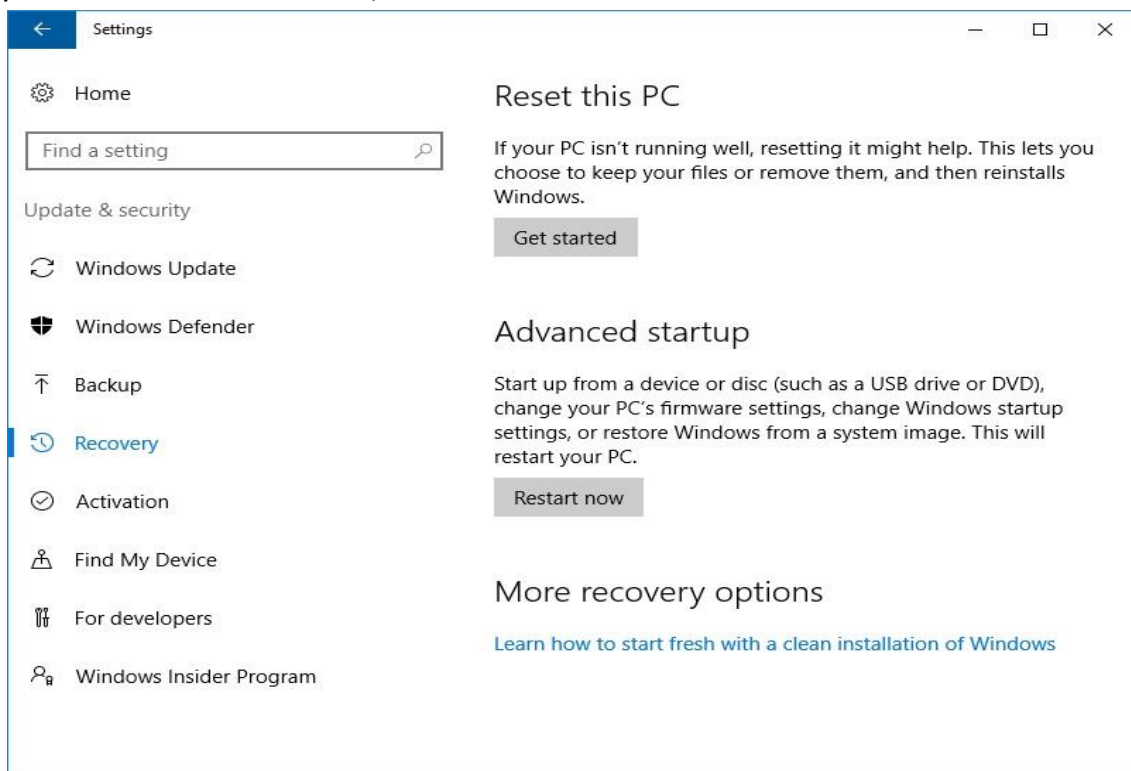 Settings
Home
Find a setting
Update & security
Windows Update
Windows Defender
Backup
Recovery
Activation
Find My Device
For developers
Windows Insider Program
Reset this PC
If your PC isn’t running well, resetting it might help. This lets you
choose to keep your files or remove them, and then reinstalls
Windows.
Get started
Advanced startup
Start up from a device or disc (such as a USB drive or DVD),
change your PC’s firmware settings, change Windows startup
settings, or restore Windows from a system image. This will
restart your PC.
Restart now
More recovery options
Learn how to start fresh with a clean installation of Windows